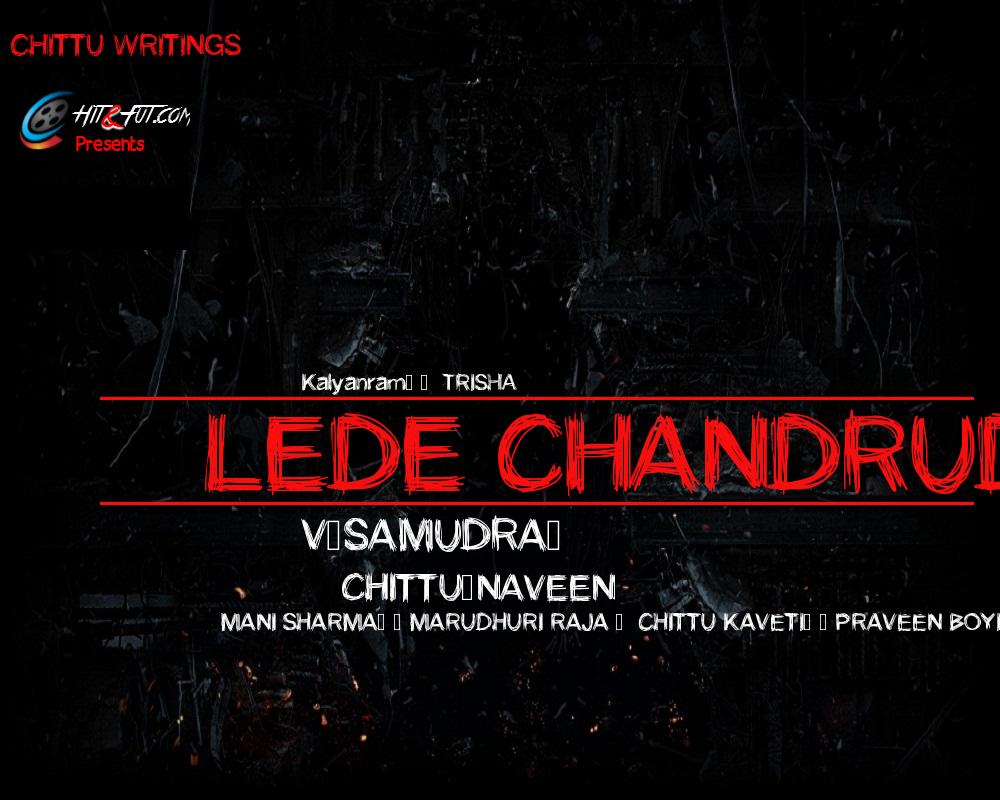 CHITTU WRITINGS
HIT&FUT.COM
Presents
Kalyanram TRISHA
LEDE CHANDRUD
V SAMUDRA
CHITTU NAVEEN
MANI SHARMA MARUDHURI RAJA CHITTU KAVETI PRAVEEN BOY